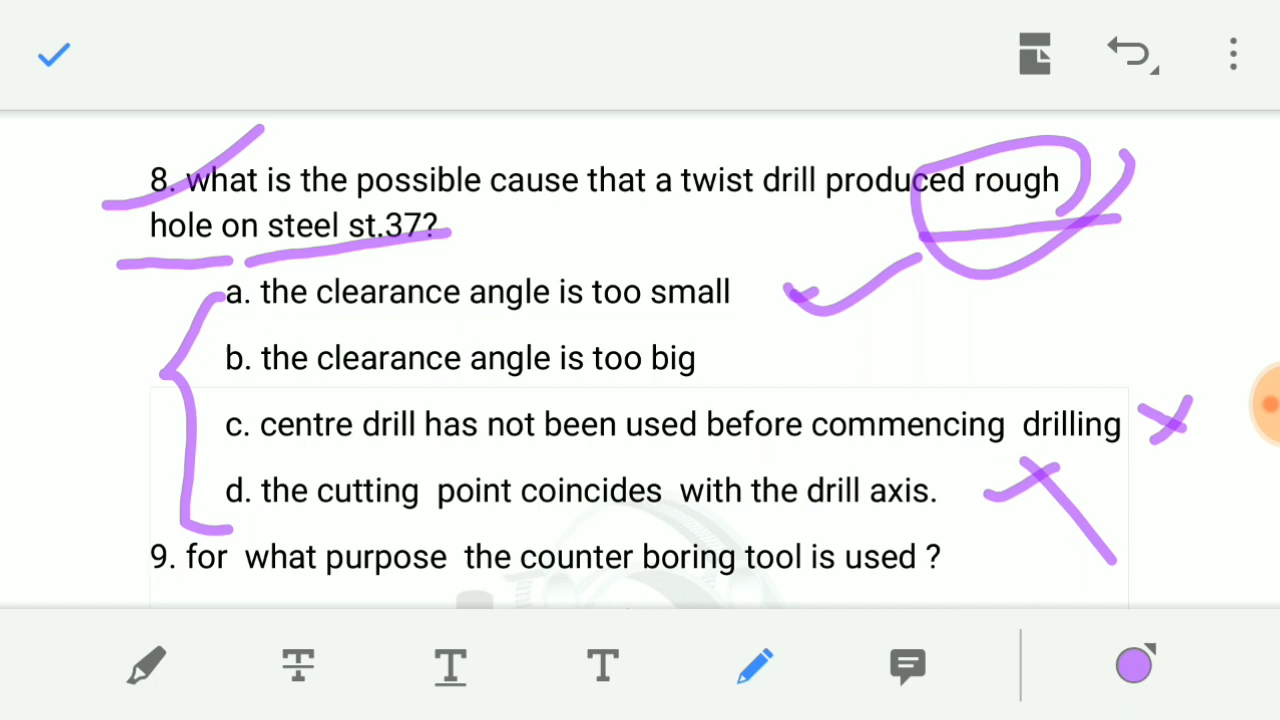 8. what is the possible cause that a twist drill produced rough
hole on steel st.37?
a. the clearance angle is too small
b. the clearance angle is too big
c. centre drill has not been used before commencing drilling
d. the cutting point coincides with the drill axis.
9. for what purpose the counter boring tool is used ?